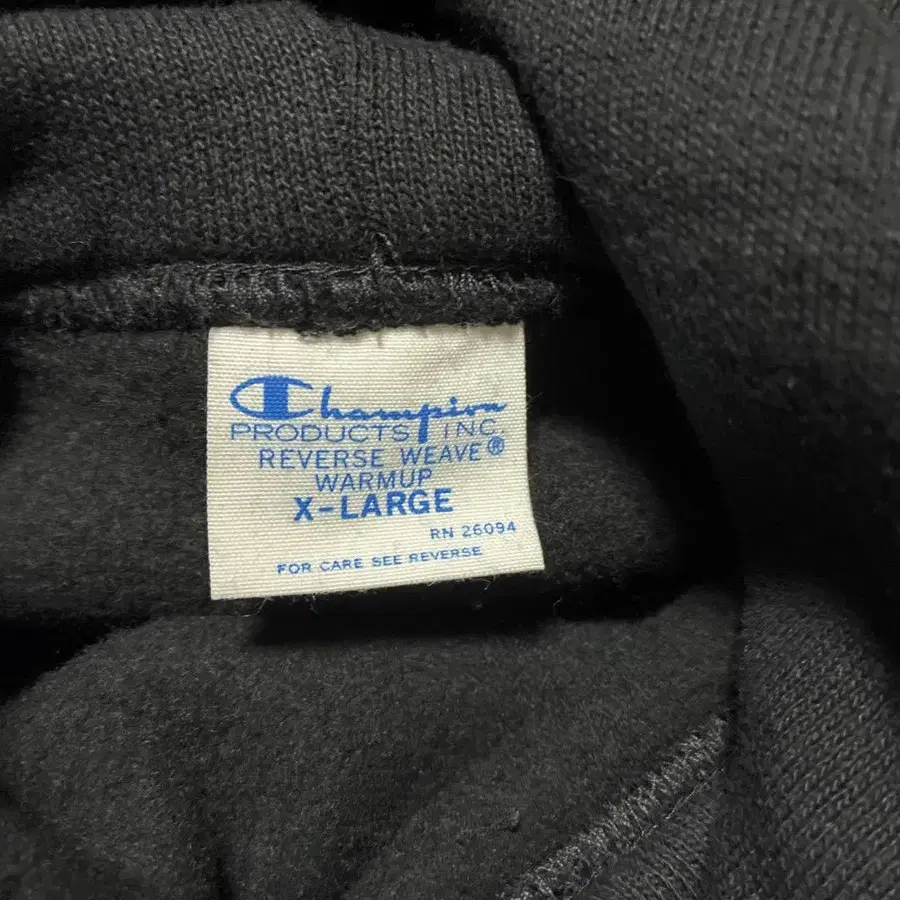 Champion
PRODUCTS INC.
REVERSE WEAVE®
WARMUP
X-LARGE
RN 26094
FOR CARE SEE REVERSE